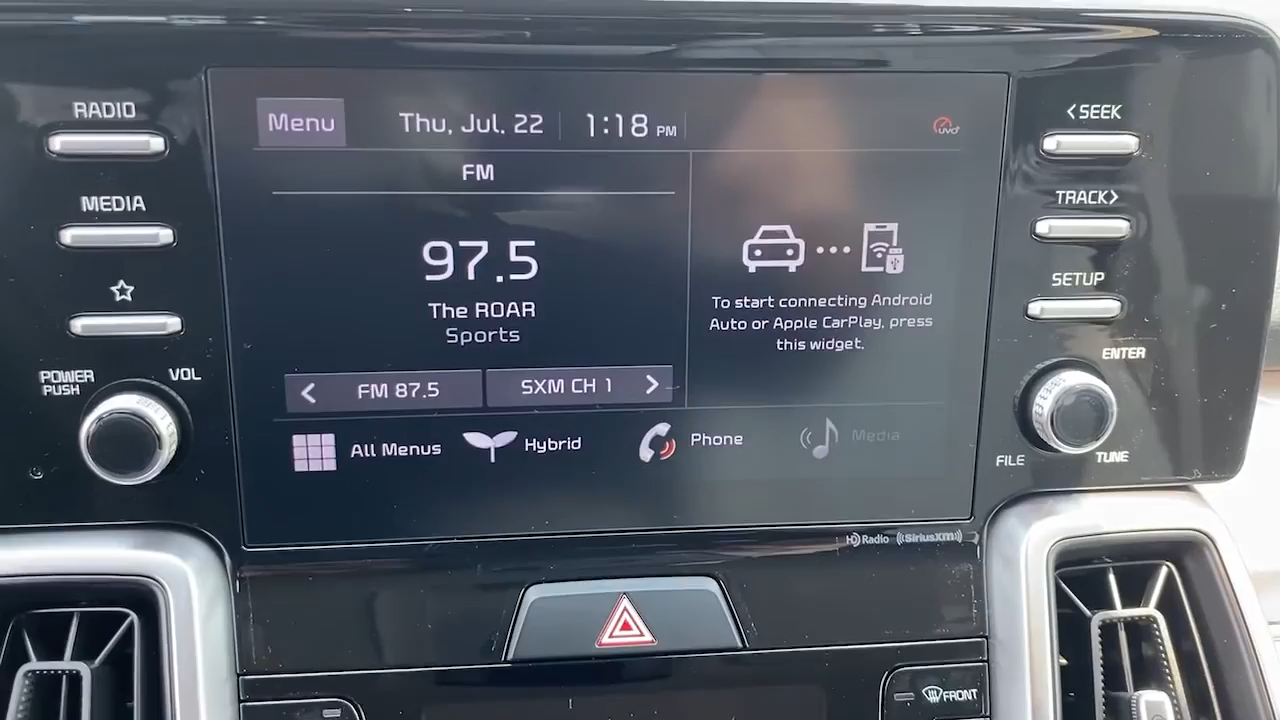 RADIO
MEDIA
POWER
PUSH
VOL
Menu
Thu, Jul. 22
1:18 PM
UVO
FM
97.5
The ROAR
Sports
< FM 87.5
SXM CH 1 >
To start connecting Android
Auto or Apple CarPlay, press
this widget.
All Menus
Hybrid
Phone
Media
<SEEK
TRACK>
SETUP
ENTER
FILE
TUNE
HD Radio
((SiriusXM))
FRONT